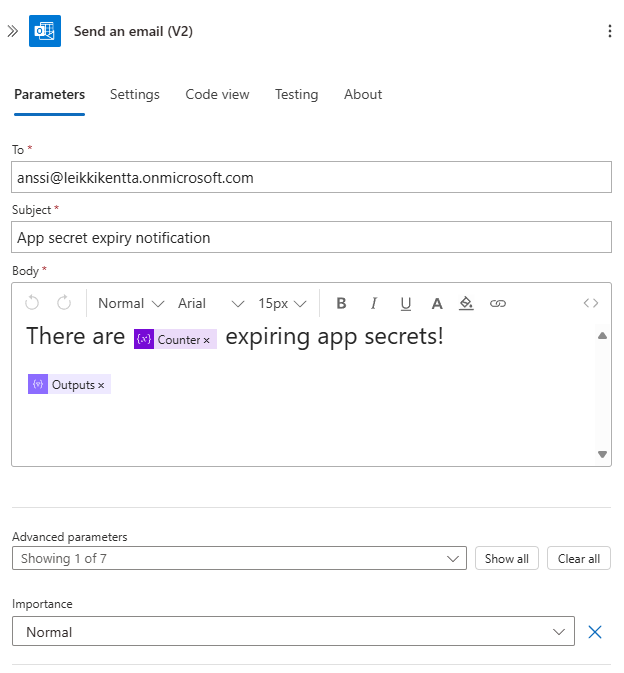 Send an email (V2)
Parameters Settings Code view Testing About
To *
anssi@leikkikentta.onmicrosoft.com
Subject *
App secret expiry notification
Body *
Normal Arial 15px B I U A <>
There are {x} Counter × expiring app secrets!
{v} Outputs ×
Advanced parameters
Showing 1 of 7 Show all Clear all
Importance
Normal